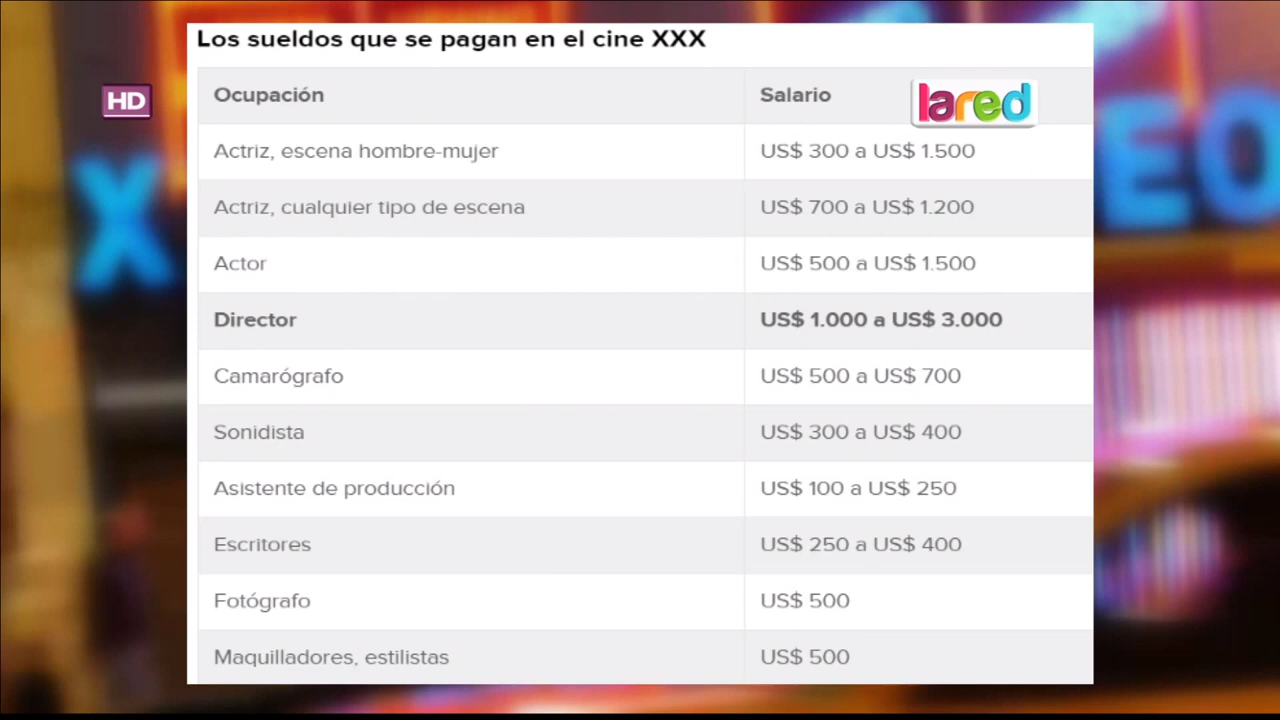 Los sueldos que se pagan en el cine XXX
HD
Ocupación Salario
lared
Actriz, escena hombre-mujer US$ 300 a US$ 1.500
Actriz, cualquier tipo de escena US$ 700 a US$ 1.200
Actor US$ 500 a US$ 1.500
Director US$ 1.000 a US$ 3.000
Camarógrafo US$ 500 a US$ 700
Sonidista US$ 300 a US$ 400
Asistente de producción US$ 100 a US$ 250
Escritores US$ 250 a US$ 400
Fotógrafo US$ 500
Maquilladores, estilistas US$ 500
X
EO